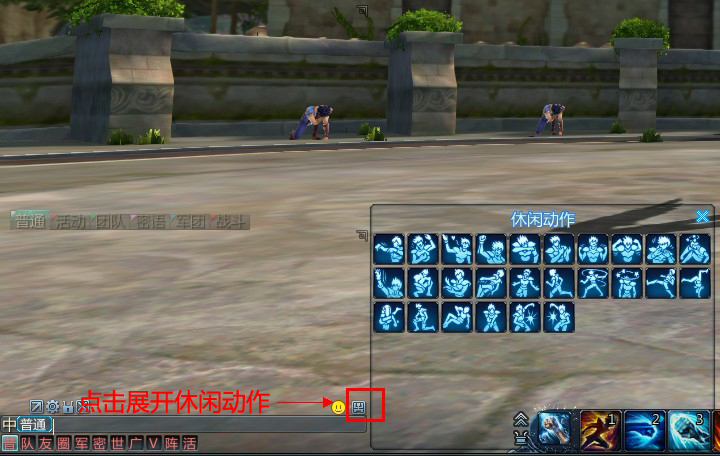 普通 活动 团队 密语 军团 战斗
休闲动作
点击展开休闲动作
中 普通
普 队 友 圈 军 密 世 广 V 阵 活
1 2 3